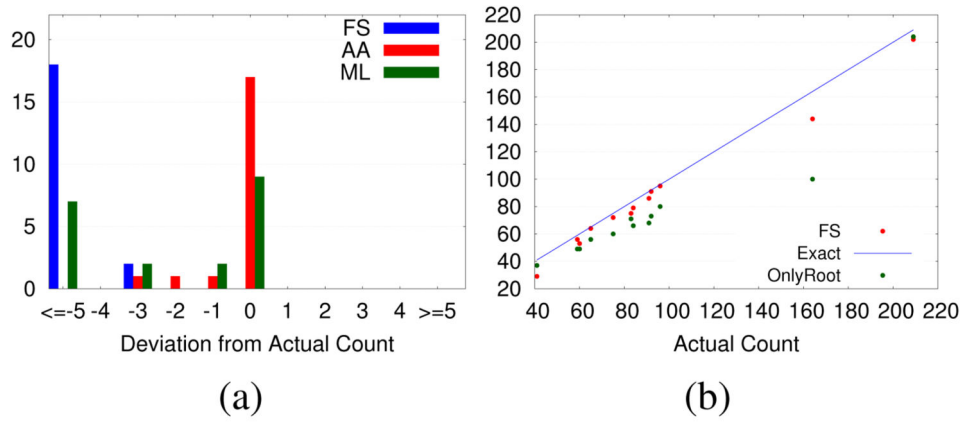 20
15
10
5
0
FS
AA
ML
<=-5 -4 -3 -2 -1 0 1 2 3 4 >=5
Deviation from Actual Count
(a)
220
200
180
160
140
120
100
80
60
40
20
FS
Exact
OnlyRoot
40 60 80 100 120 140 160 180 200 220
Actual Count
(b)